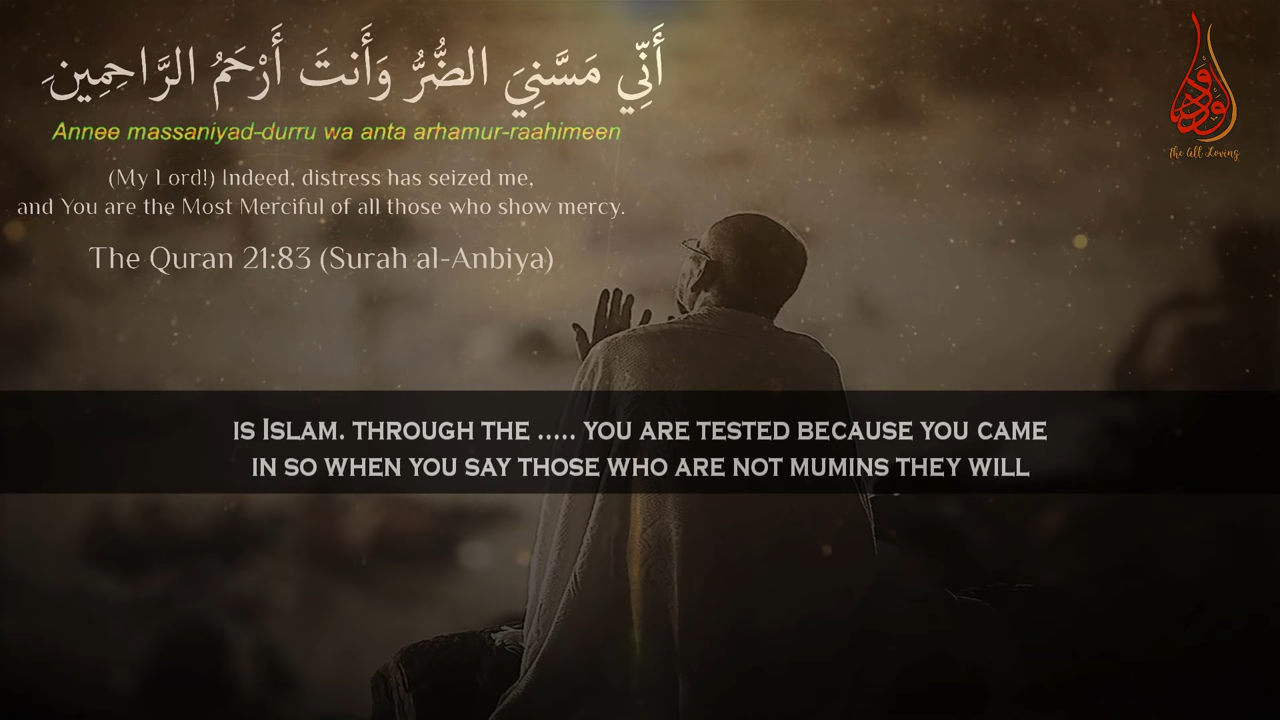 أَنِّي مَسَّنِيَ الضُّرُّ وَأَنتَ أَرْحَمُ الرَّاحِمِينَ
Annee massaniyad-durru wa anta arhamur-raahimeen
(My Lord!) Indeed, distress has seized me,
and You are the Most Merciful of all those who show mercy.
The Quran 21:83 (Surah al-Anbiya)
الودود
The All Loving
IS ISLAM. THROUGH THE ..... YOU ARE TESTED BECAUSE YOU CAME
IN SO WHEN YOU SAY THOSE WHO ARE NOT MUMINS THEY WILL